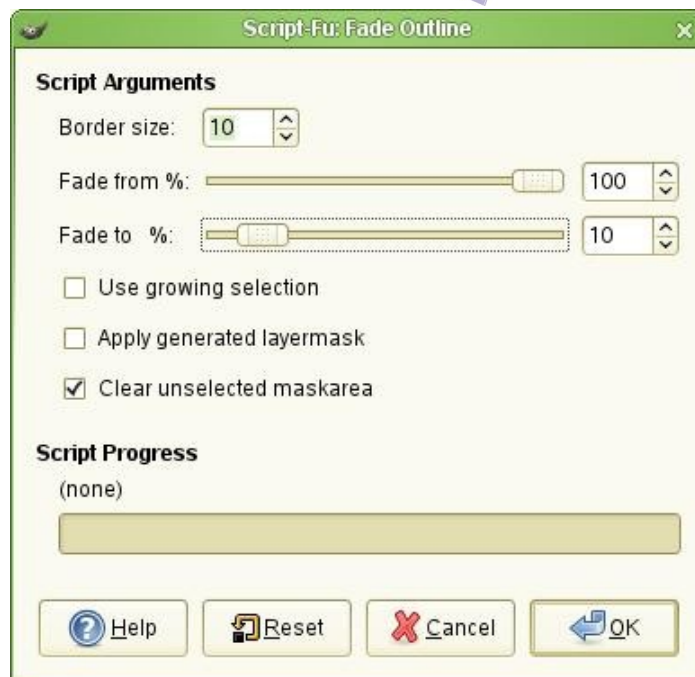 Script-Fu: Fade Outline
Script Arguments
Border size: 10
Fade from %: 100
Fade to %: 10
Use growing selection
Apply generated layermask
Clear unselected maskarea
Script Progress
(none)
Help Reset Cancel OK